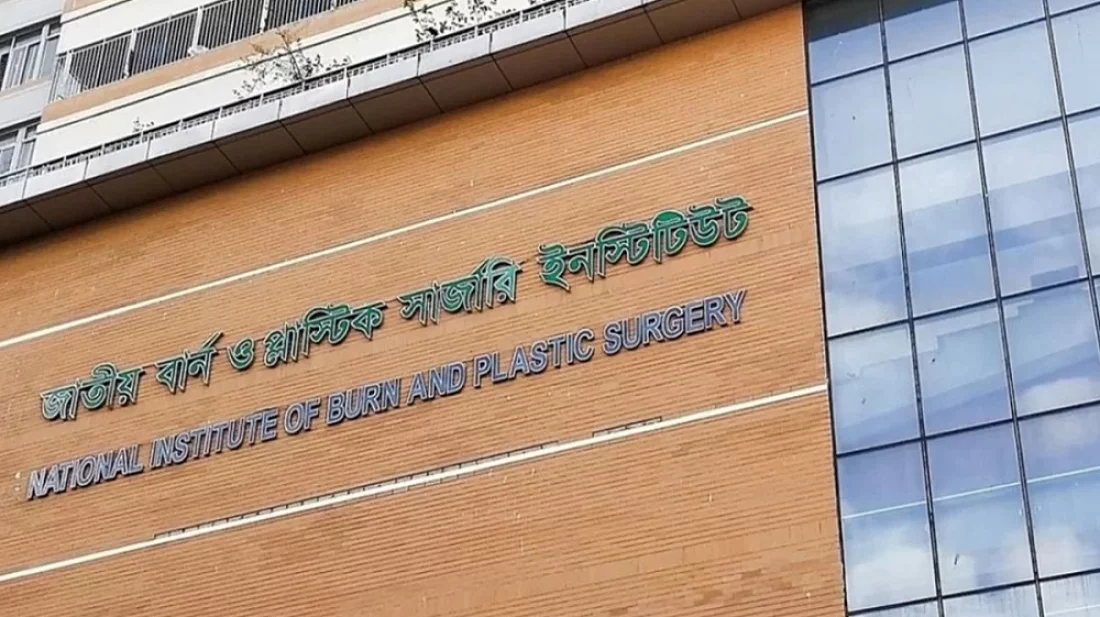 জাতীয় বার্ন ও প্লাস্টিক সার্জারি ইনস্টিটিউট
NATIONAL INSTITUTE OF BURN AND PLASTIC SURGERY